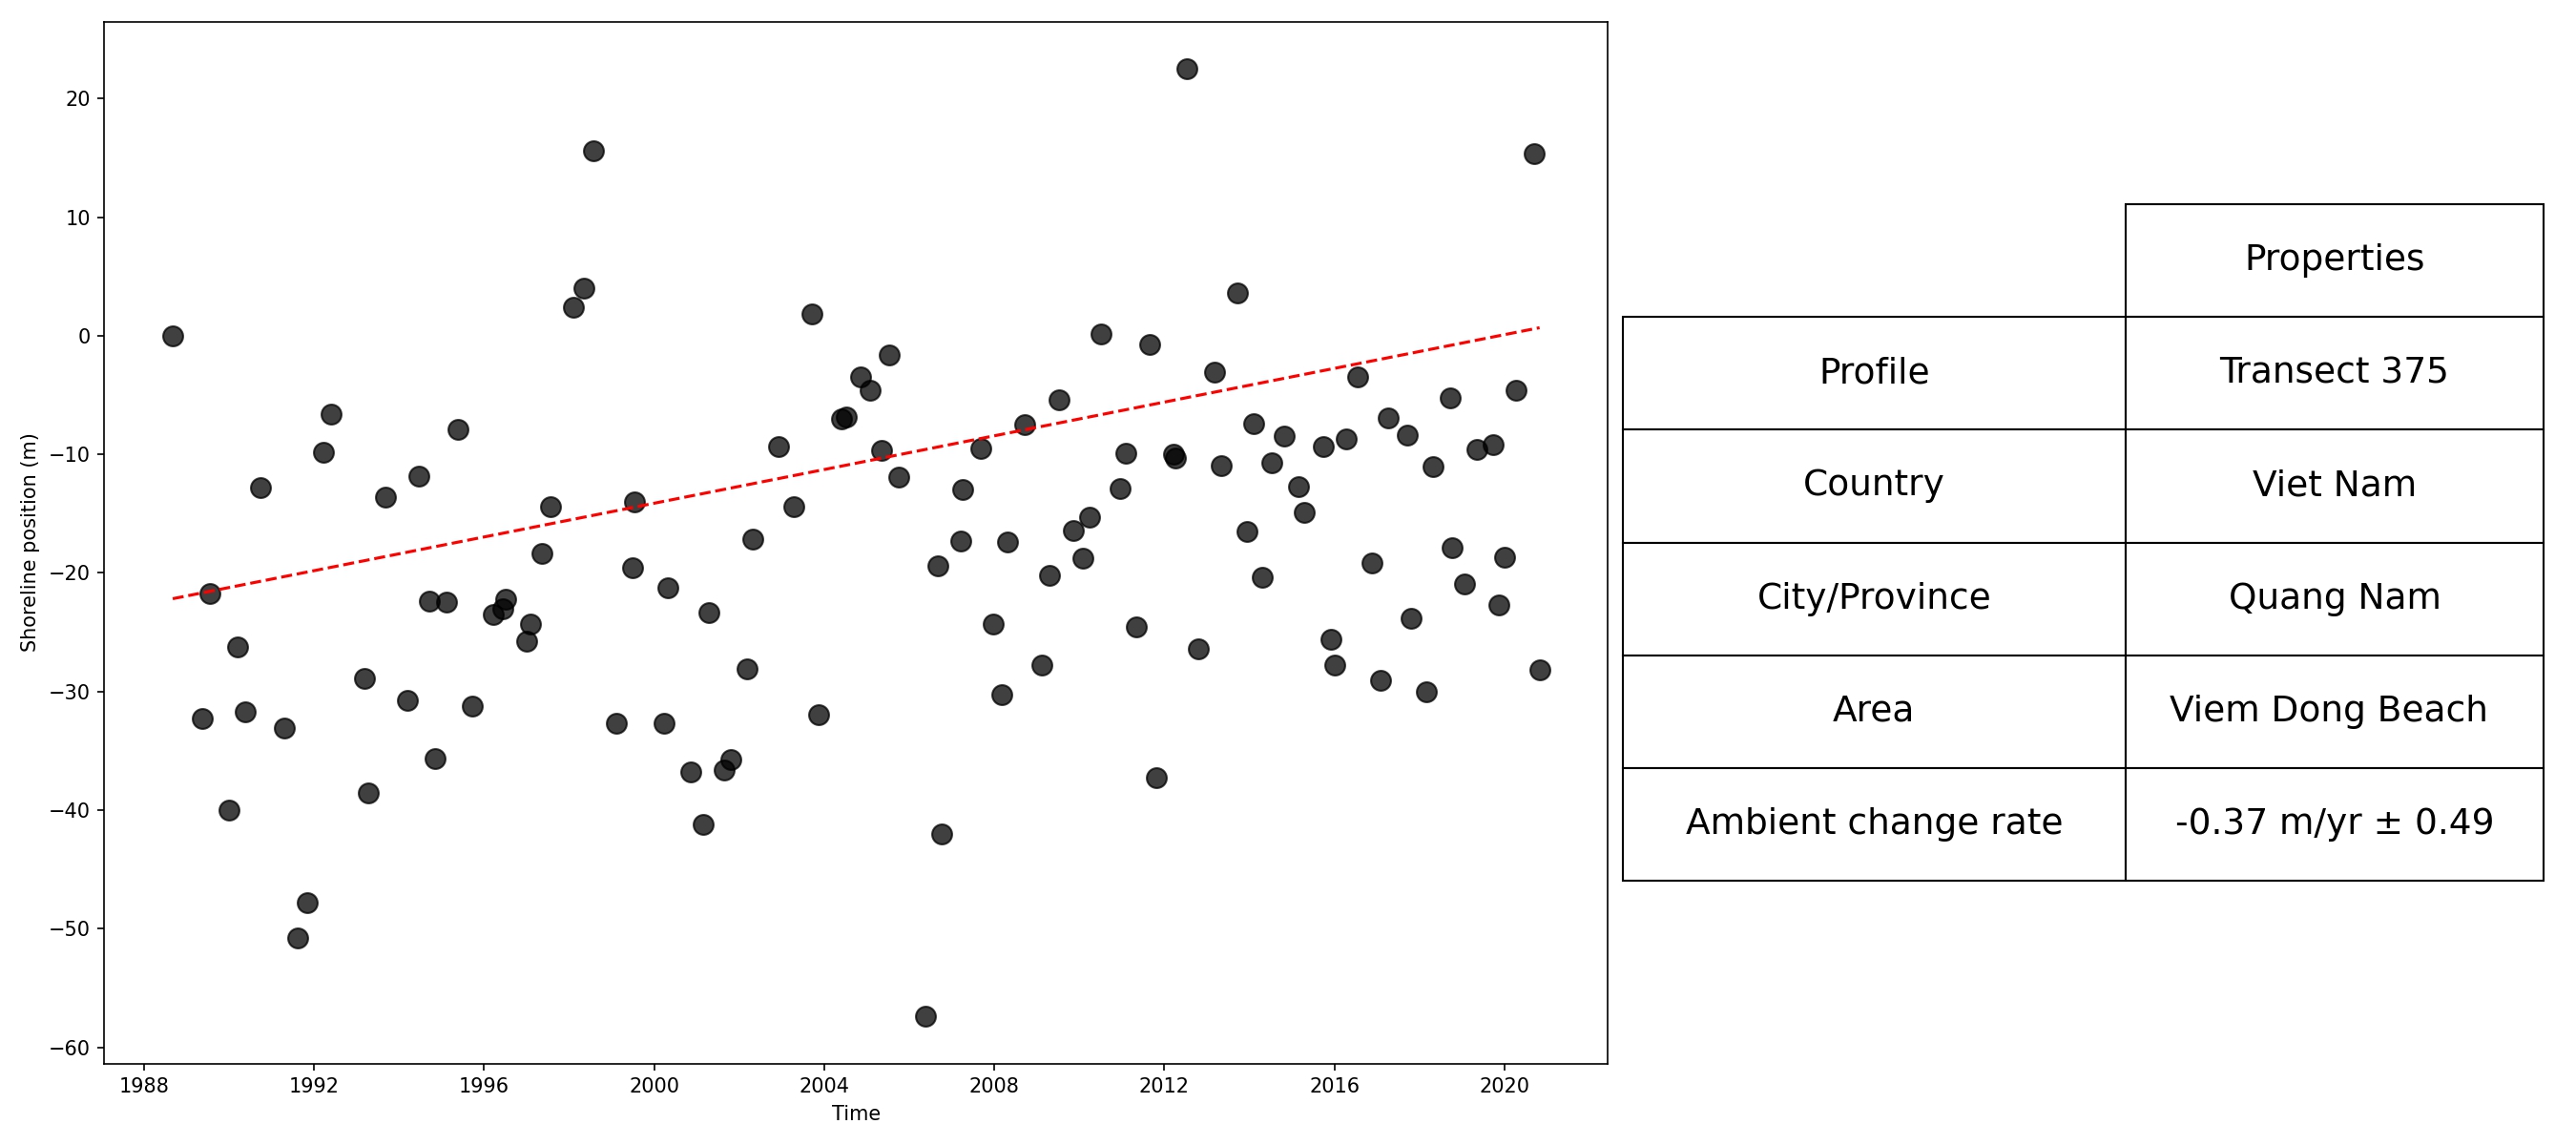 20
10
0
−10
−20
−30
−40
−50
−60
Shoreline position (m)
1988 1992 1996 2000 2004 2008 2012 2016 2020
Time
Properties
Profile Transect 375
Country Viet Nam
City/Province Quang Nam
Area Viem Dong Beach
Ambient change rate -0.37 m/yr ± 0.49